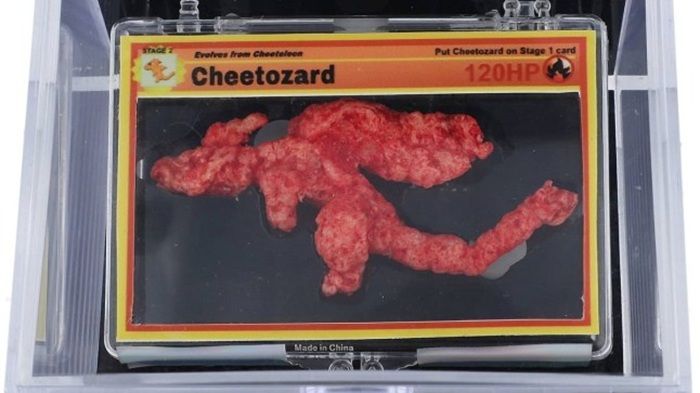 STAGE 2
Evolves from Cheeteleon
Put Cheetozard on Stage 1 card
Cheetozard
120HP
Made in China